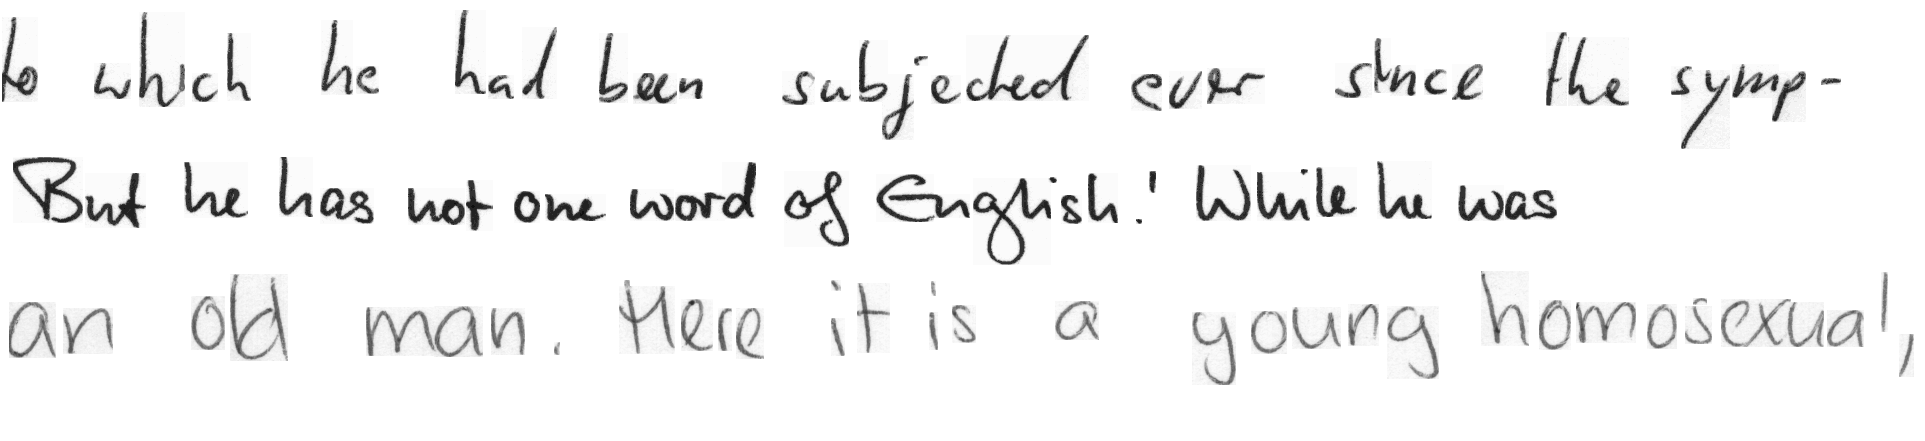 to which he had been subjected ever since the symp-
But he has not one word of English.' While he was
an old man. Here it is a young homosexual,